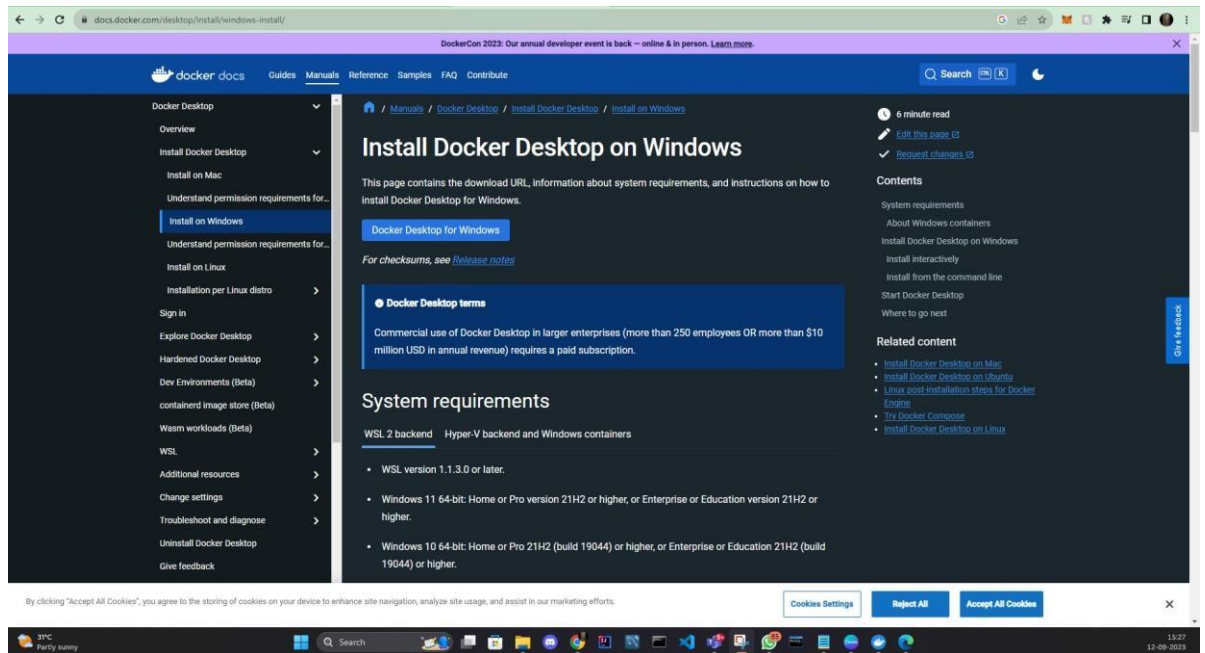 docs.docker.com/desktop/install/windows-install/
DockerCon 2023: Our annual developer event is back — online & in person. Learn more.
docker docs
Guides Manuals Reference Samples FAQ Contribute
Search
K
Docker Desktop
Overview
Install Docker Desktop
Install on Mac
Understand permission requirements for...
Install on Windows
Understand permission requirements for...
Install on Linux
Installation per Linux distro
Sign in
Explore Docker Desktop
Hardened Docker Desktop
Dev Environments (Beta)
containerd image store (Beta)
Wasm workloads (Beta)
WSL
Additional resources
Change settings
Troubleshoot and diagnose
Uninstall Docker Desktop
Give feedback
/ Manuals / Docker Desktop / Install Docker Desktop / Install on Windows
Install Docker Desktop on Windows
This page contains the download URL, information about system requirements, and instructions on how to
install Docker Desktop for Windows.
Docker Desktop for Windows
For checksums, see Release notes
Docker Desktop terms
Commercial use of Docker Desktop in larger enterprises (more than 250 employees OR more than $10
million USD in annual revenue) requires a paid subscription.
System requirements
WSL 2 backend Hyper-V backend and Windows containers
• WSL version 1.1.3.0 or later.
• Windows 11 64-bit: Home or Pro version 21H2 or higher, or Enterprise or Education version 21H2 or
higher.
• Windows 10 64-bit: Home or Pro 21H2 (build 19044) or higher, or Enterprise or Education 21H2 (build
19044) or higher.
6 minute read
Edit this page
Request changes
Contents
System requirements
About Windows containers
Install Docker Desktop on Windows
Install interactively
Install from the command line
Start Docker Desktop
Where to go next
Related content
• Install Docker Desktop on Mac
• Install Docker Desktop on Ubuntu
• Linux post-installation steps for Docker
Engine
• Try Docker Compose
• Install Docker Desktop on Linux
Give feedback
By clicking "Accept All Cookies", you agree to the storing of cookies on your device to enhance site navigation, analyze site usage, and assist in our marketing efforts.
Cookies Settings
Reject All
Accept All Cookies
31°C
Partly sunny
Search
15:27
12-09-2023